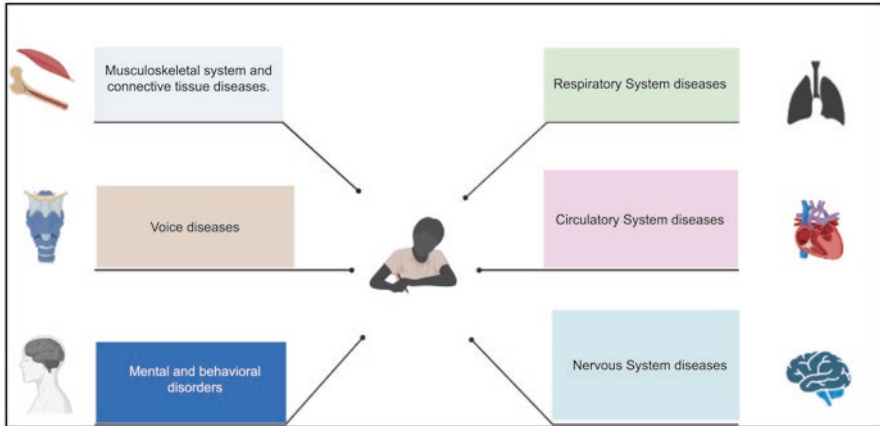 Musculoskeletal system and
connective tissue diseases.
Respiratory System diseases
Voice diseases
Circulatory System diseases
Mental and behavioral
disorders
Nervous System diseases